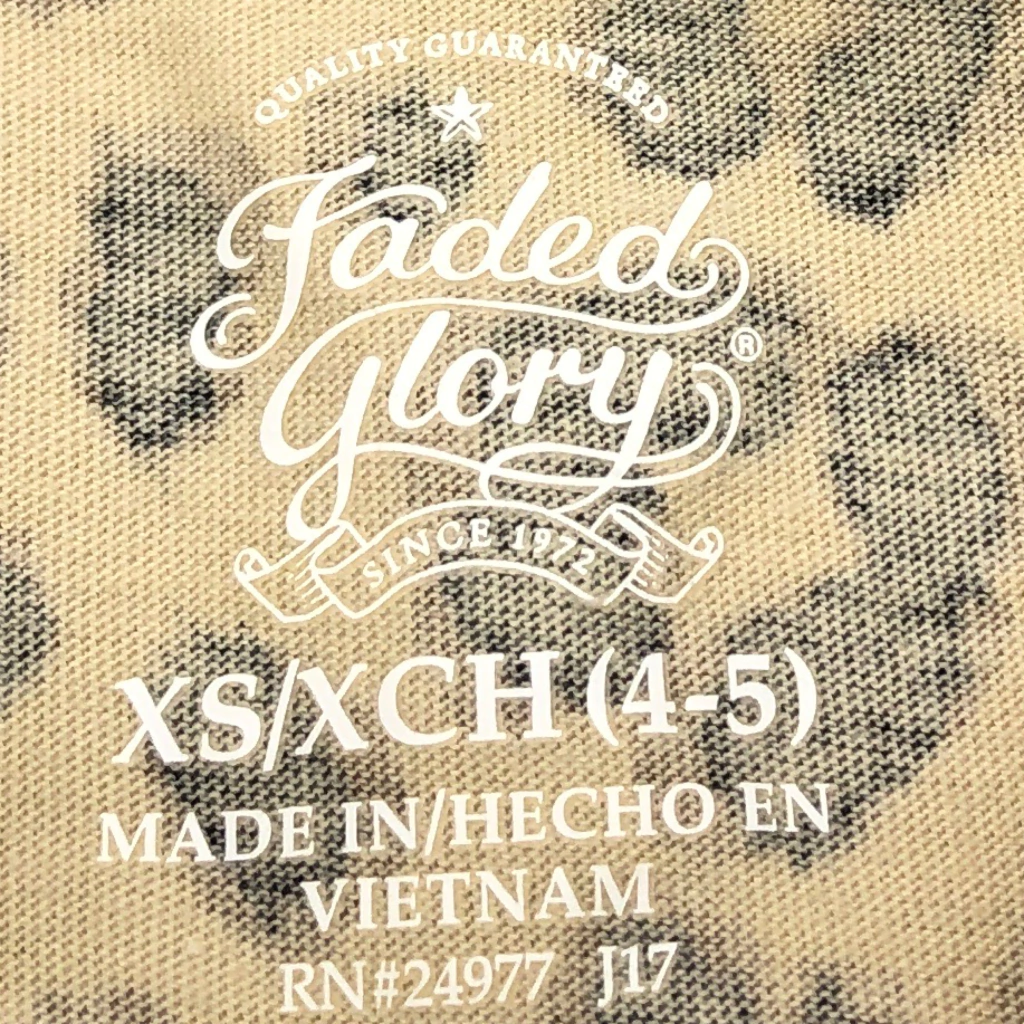 QUALITY GUARANTEED
Faded
Glory®
SINCE 1972
XS/XCH (4-5)
MADE IN/HECHO EN
VIETNAM
RN#24977 J17